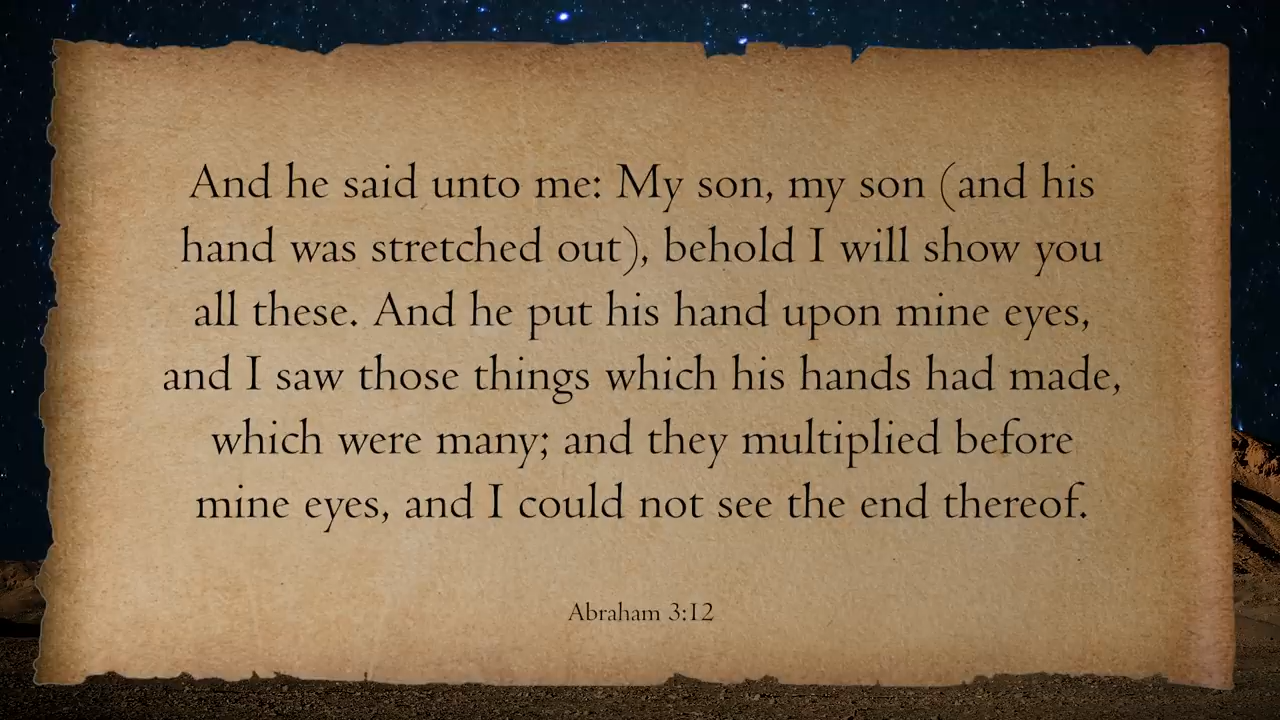 And he said unto me: My son, my son (and his
hand was stretched out), behold I will show you
all these. And he put his hand upon mine eyes,
and I saw those things which his hands had made,
which were many; and they multiplied before
mine eyes, and I could not see the end thereof.
Abraham 3:12